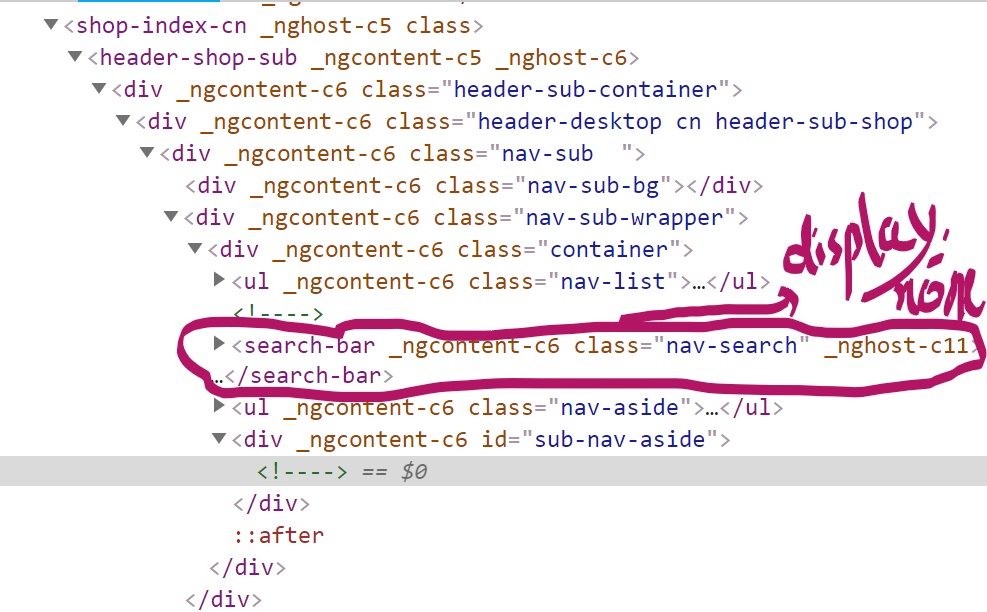 <shop-index-cn _nghost-c5 class>
<header-shop-sub _ngcontent-c5 _nghost-c6>
<div _ngcontent-c6 class="header-sub-container">
<div _ngcontent-c6 class="header-desktop cn header-sub-shop">
<div _ngcontent-c6 class="nav-sub  ">
<div _ngcontent-c6 class="nav-sub-bg"></div>
<div _ngcontent-c6 class="nav-sub-wrapper">
<div _ngcontent-c6 class="container">
display:
<ul _ngcontent-c6 class="nav-list">…</ul>
<!---->
<search-bar _ngcontent-c6 class="nav-search" _nghost-c11>
…</search-bar>
<ul _ngcontent-c6 class="nav-aside">…</ul>
<div _ngcontent-c6 id="sub-nav-aside">
<!----> == $0
</div>
::after
</div>
</div>